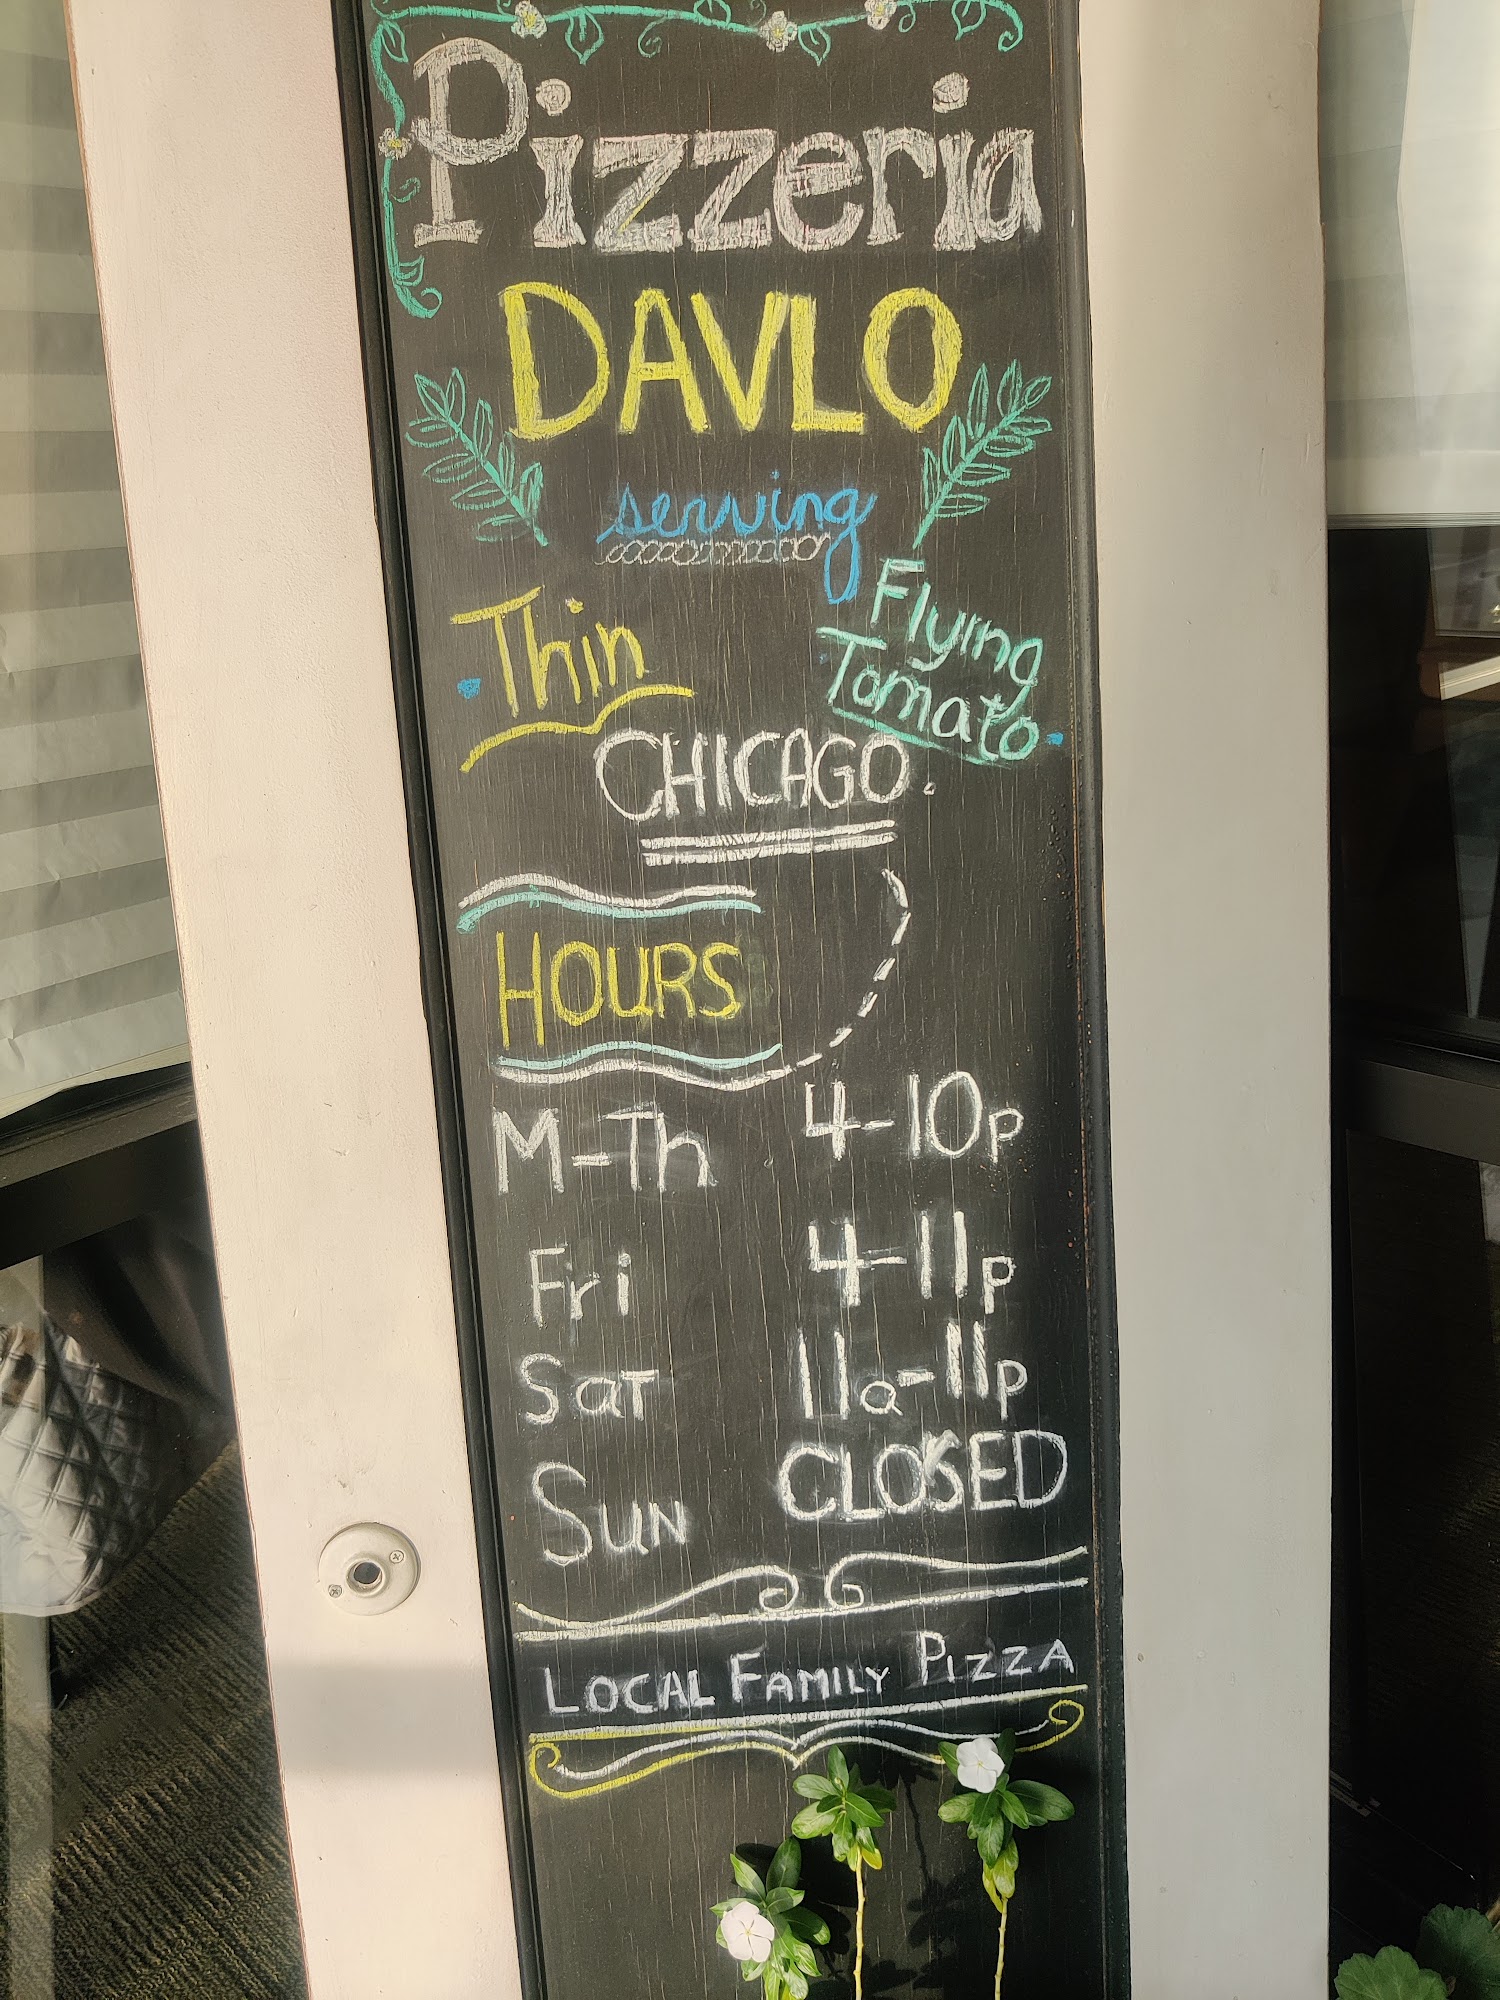 Pizzeria
DAVLO
serving
Thin
Flying
Tomato
CHICAGO
HOURS
M-Th 4-10p
Fri 4-11p
Sat 11a-11p
Sun CLOSED
LOCAL FAMILY PIZZA